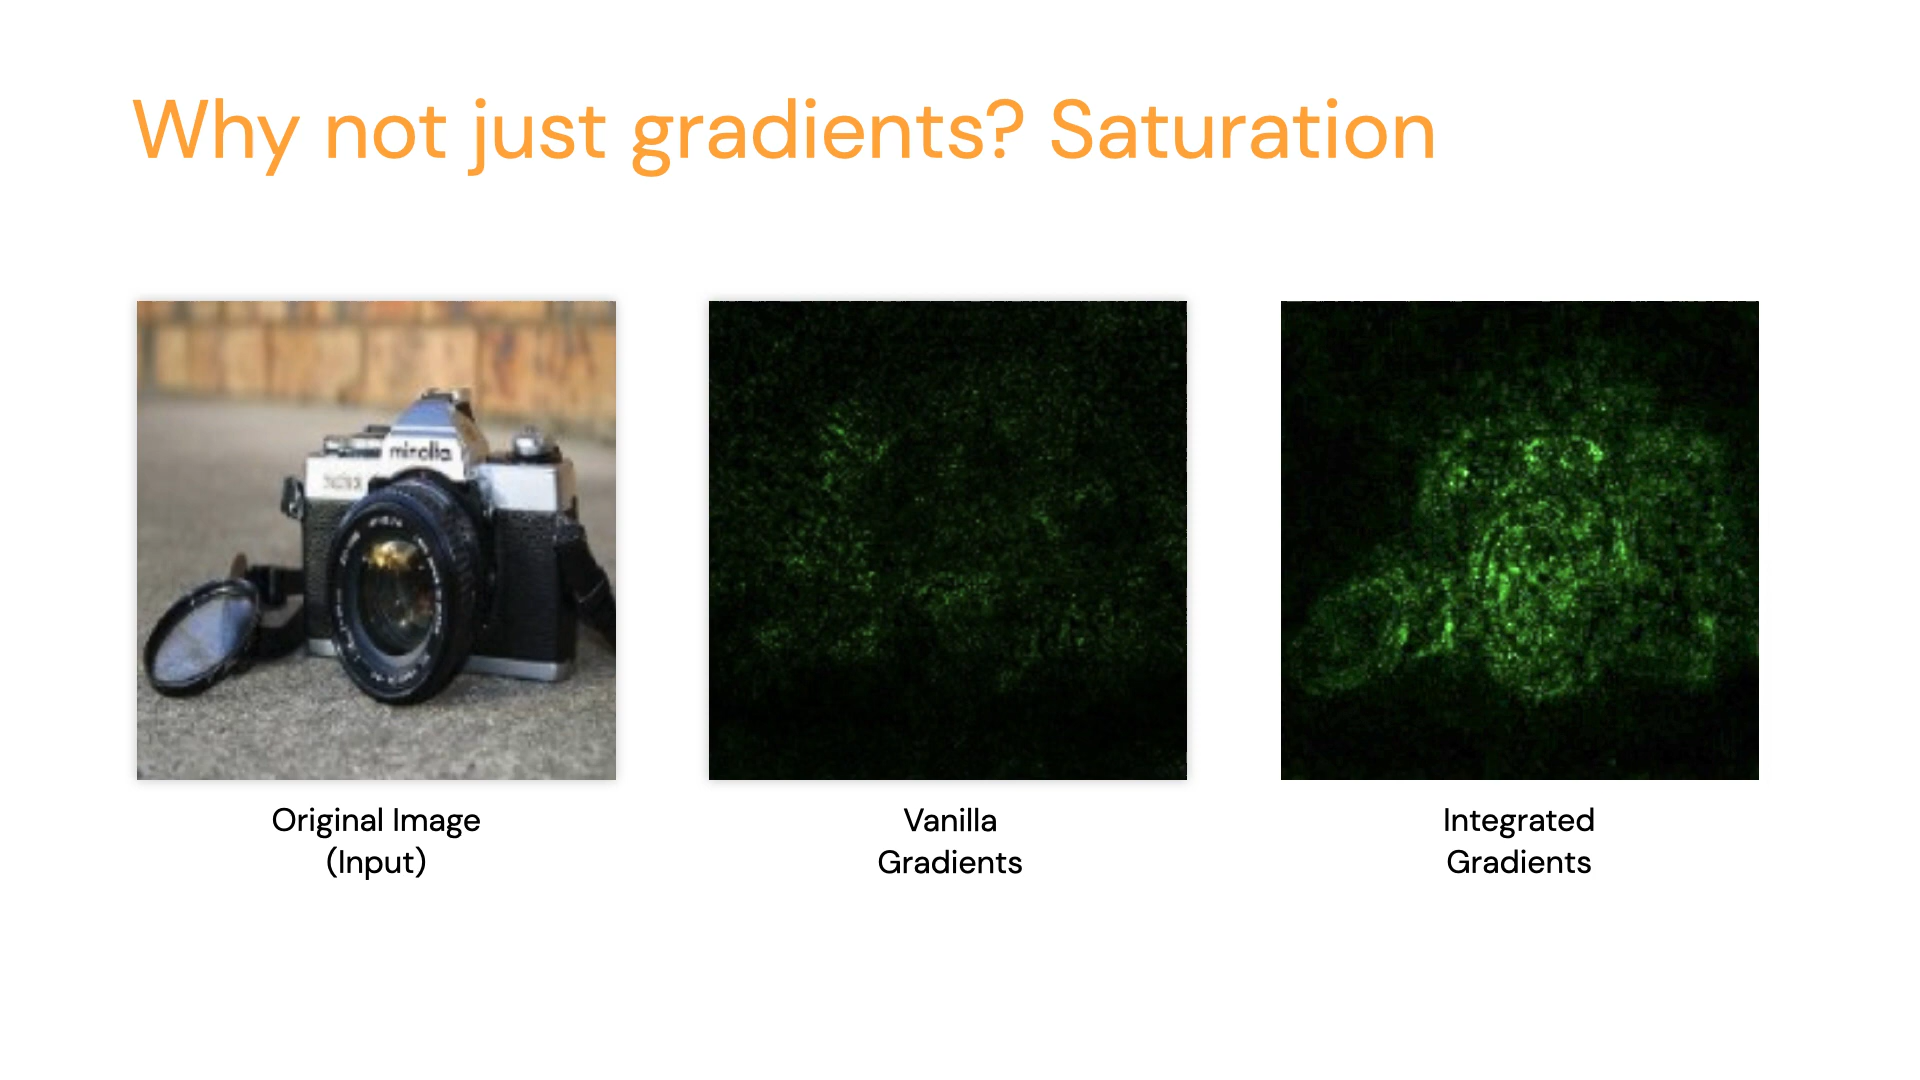 Why not just gradients? Saturation
minolta
Original Image
(Input)
Vanilla
Gradients
Integrated
Gradients